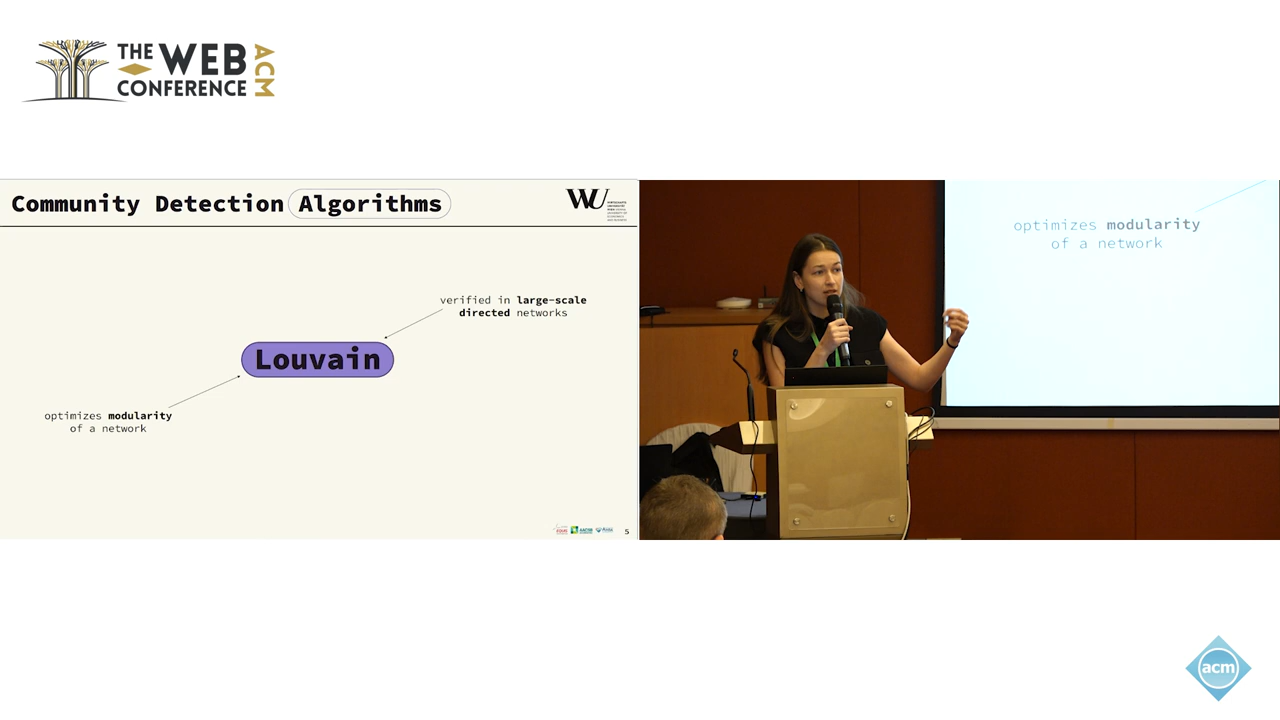 THE WEB
CONFERENCE
ACM
Community Detection Algorithms
WU
verified in large-scale
directed networks
Louvain
optimizes modularity
of a network
5
optimizes modularity
of a network
acm